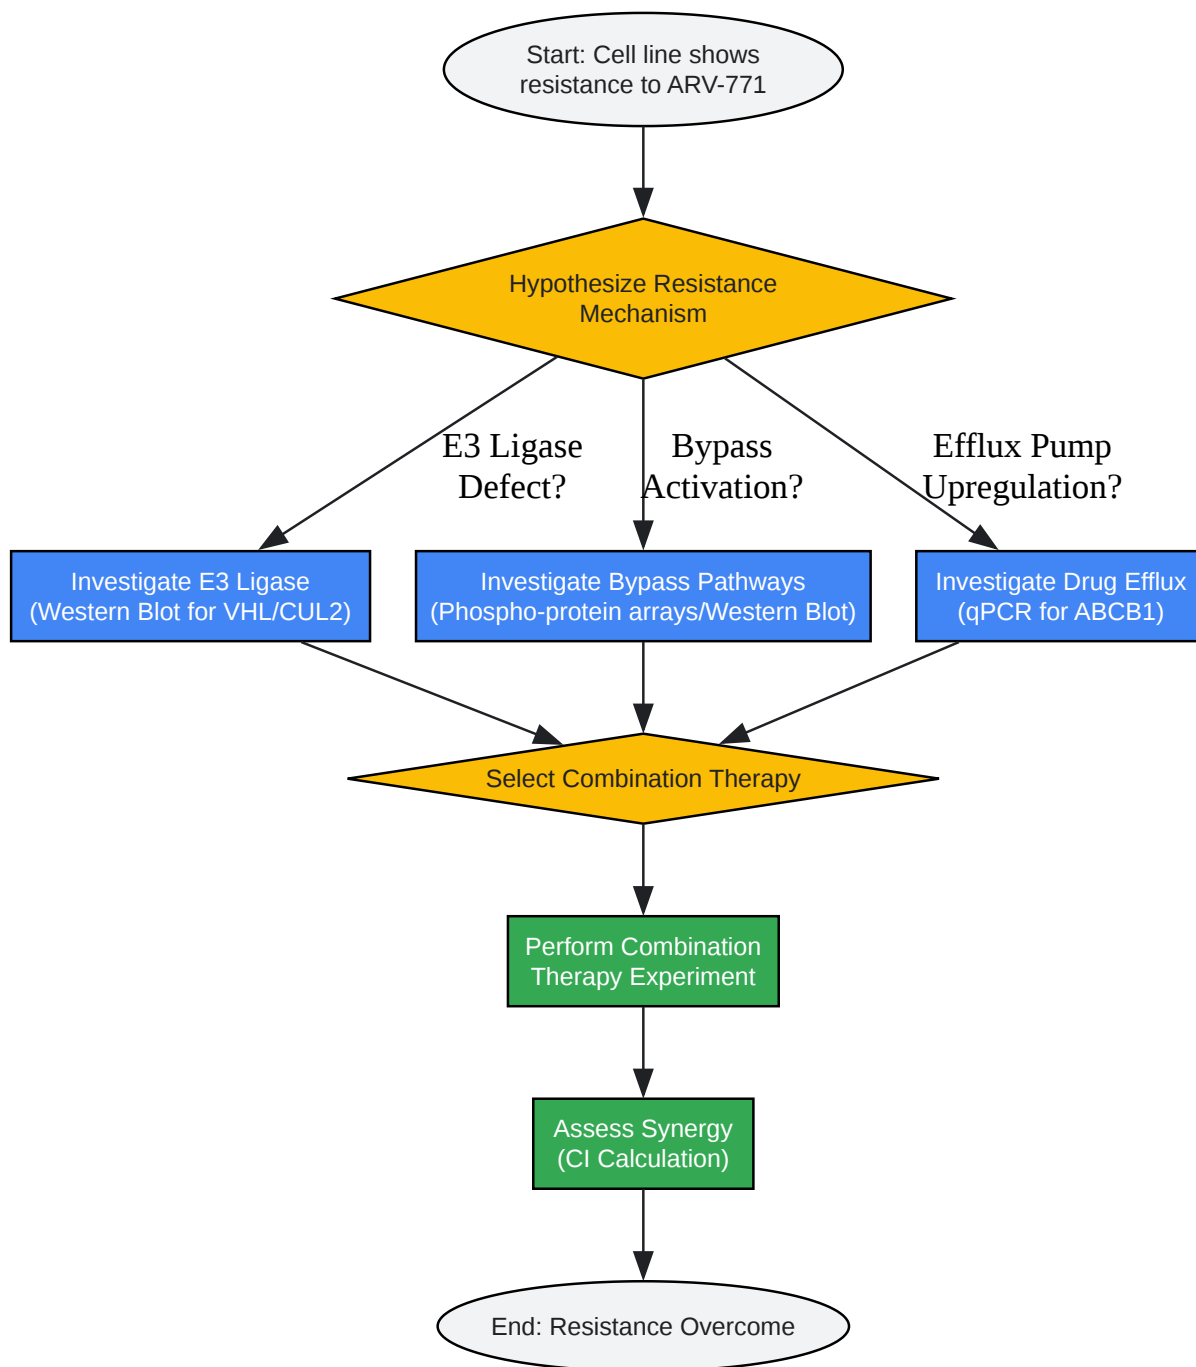 Start: Cell line shows
resistance to ARV-771
Hypothesize Resistance
Mechanism
E3 Ligase
Defect?
Bypass
Activation?
Efflux Pump
Upregulation?
Investigate E3 Ligase
(Western Blot for VHL/CUL2)
Investigate Bypass Pathways
(Phospho-protein arrays/Western Blot)
Investigate Drug Efflux
(qPCR for ABCB1)
Select Combination Therapy
Perform Combination
Therapy Experiment
Assess Synergy
(CI Calculation)
End: Resistance Overcome